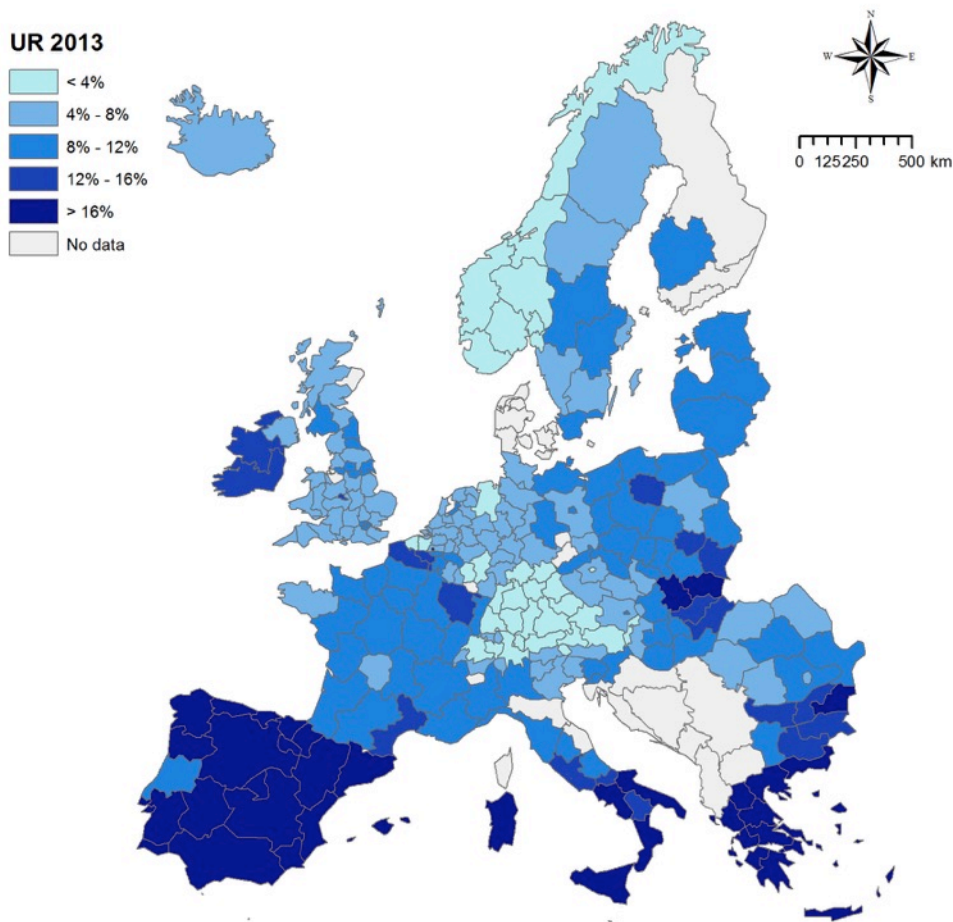 UR 2013
< 4%
4% - 8%
8% - 12%
12% - 16%
> 16%
No data
N
W E
S
0 125250 500 km